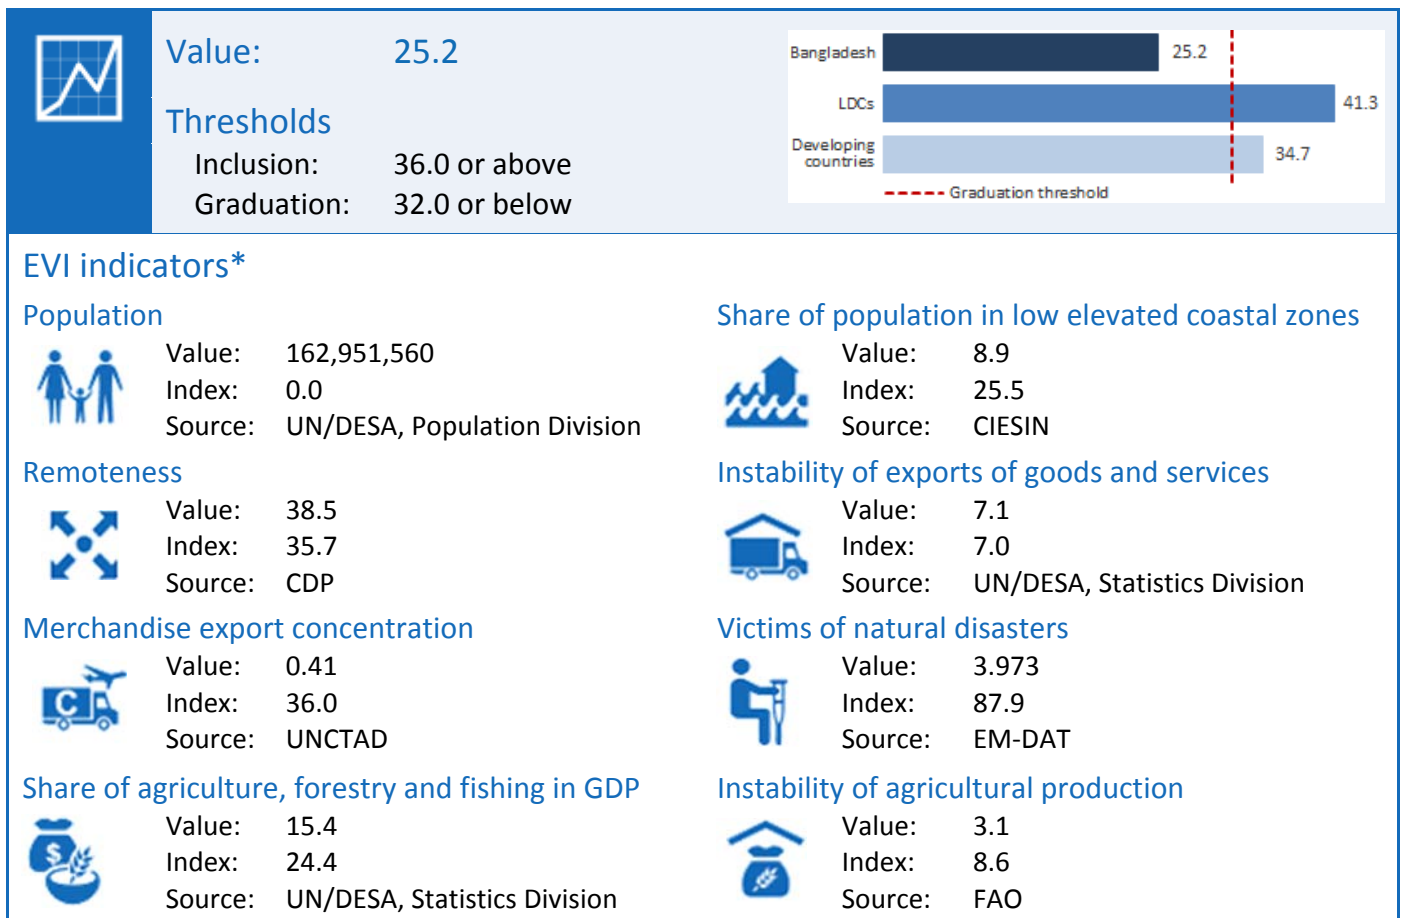 Value: 25.2
Thresholds
Inclusion: 36.0 or above
Graduation: 32.0 or below
Bangladesh 25.2
LDCs 41.3
Developing
countries 34.7
Graduation threshold
EVI indicators*
Population
Value: 162,951,560
Index: 0.0
Source: UN/DESA, Population Division
Share of population in low elevated coastal zones
Value: 8.9
Index: 25.5
Source: CIESIN
Remoteness
Value: 38.5
Index: 35.7
Source: CDP
Instability of exports of goods and services
Value: 7.1
Index: 7.0
Source: UN/DESA, Statistics Division
Merchandise export concentration
Value: 0.41
Index: 36.0
Source: UNCTAD
Victims of natural disasters
Value: 3.973
Index: 87.9
Source: EM-DAT
Share of agriculture, forestry and fishing in GDP
Value: 15.4
Index: 24.4
Source: UN/DESA, Statistics Division
Instability of agricultural production
Value: 3.1
Index: 8.6
Source: FAO
C
$